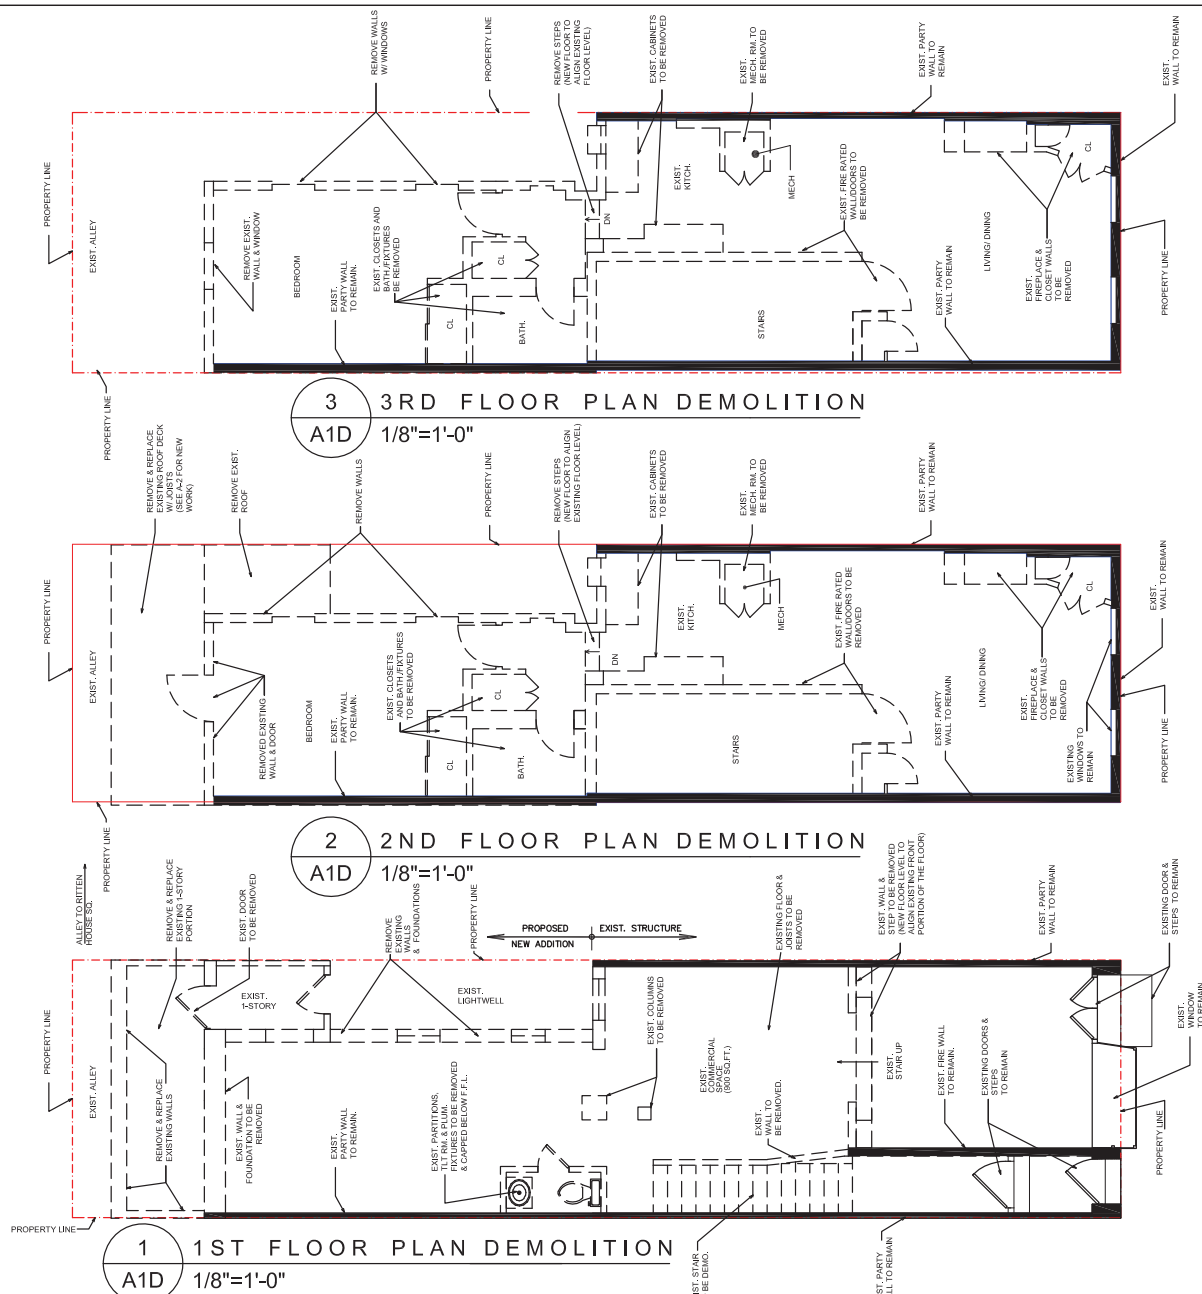 PROPERTY LINE
EXIST. ALLEY
REMOVE EXIST.
WALL & WINDOW
BEDROOM
EXIST.
PARTY WALL
TO REMAIN.
REMOVE WALLS
W/ WINDOWS
EXIST. CLOSETS AND
BATH./FIXTURES
BE REMOVED
CL
CL
BATH.
PROPERTY LINE
REMOVE STEPS
(NEW FLOOR TO
ALIGN EXISTING
FLOOR LEVEL)
DN
EXIST. CABINETS
TO BE REMOVED
EXIST.
KITCH.
EXIST.
MECH. RM. TO
BE REMOVED
MECH
STAIRS
EXIST. FIRE RATED
WALL/DOORS TO
BE REMOVED
EXIST. PARTY
WALL TO
REMAIN
EXIST. PARTY
WALL TO REMAIN
LIVING/ DINING
EXIST.
FIREPLACE &
CLOSET WALLS
TO BE
REMOVED
CL
EXIST.
WALL TO REMAIN
PROPERTY LINE
PROPERTY LINE
3
A1D
3RD FLOOR PLAN DEMOLITION
1/8"=1'-0"
PROPERTY LINE
EXIST. ALLEY
REMOVE & REPLACE
EXISTING ROOF DECK
W/ JOISTS
(SEE A-2 FOR NEW
WORK)
REMOVE EXIST.
ROOF
REMOVE WALLS
REMOVED EXISTING
WALL & DOOR
BEDROOM
EXIST.
PARTY WALL
TO REMAIN.
EXIST. CLOSETS
AND BATH./FIXTURES
TO BE REMOVED
CL
CL
BATH.
PROPERTY LINE
REMOVE STEPS
(NEW FLOOR TO ALIGN
EXISTING FLOOR LEVEL)
DN
EXIST. CABINETS
TO BE REMOVED
EXIST.
KITCH.
EXIST.
MECH. RM. TO
BE REMOVED
MECH
STAIRS
EXIST. FIRE RATED
WALL/DOORS TO BE
REMOVED
EXIST. PARTY
WALL TO
REMAIN
EXIST. PARTY
WALL TO REMAIN
LIVING/ DINING
EXIST.
FIREPLACE &
CLOSET WALLS
TO BE
REMOVED
EXISTING
WINDOWS TO
REMAIN
CL
EXIST.
WALL TO REMAIN
PROPERTY LINE
PROPERTY LINE
2
A1D
2ND FLOOR PLAN DEMOLITION
1/8"=1'-0"
ALLEY TO RITTEN
HOUSE SQ.
PROPERTY LINE
EXIST. ALLEY
REMOVE & REPLACE
EXISTING 1-STORY
PORTION
EXIST. DOOR
TO BE REMOVED
REMOVE & REPLACE
EXISTING WALLS
EXIST.
1-STORY
EXIST. WALL &
FOUNDATION TO BE
REMOVED
EXIST.
PARTY WALL
TO REMAIN.
REMOVE
EXISTING
WALLS
& FOUNDATIONS
PROPERTY LINE
EXIST.
LIGHTWELL
PROPOSED
NEW ADDITION
EXIST. STRUCTURE
EXIST. PARTITIONS,
TLT RM. & PLUM.
FIXTURES TO BE REMOVED
& CAPPED BELOW F.F.L.
EXIST. COLUMNS
TO BE REMOVED
EXIST.
COMMERCIAL
SPACE
(900 SQ.FT.)
EXISTING FLOOR &
JOISTS TO BE
REMOVED
EXIST.
WALL TO
BE REMOVED.
EXIST. WALL &
STEP TO BE REMOVED
(NEW FLOOR LEVEL TO
ALIGN EXISTING FRONT
PORTION OF THE FLOOR)
EXIST.
STAIR UP
EXIST. FIRE WALL
TO REMAIN.
EXISTING DOORS &
STEPS
TO REMAIN
EXIST. PARTY
WALL TO REMAIN
EXISTING DOOR &
STEPS TO REMAIN
EXIST.
WINDOW
TO REMAIN
PROPERTY LINE
PROPERTY LINE
1
A1D
1ST FLOOR PLAN DEMOLITION
1/8"=1'-0"